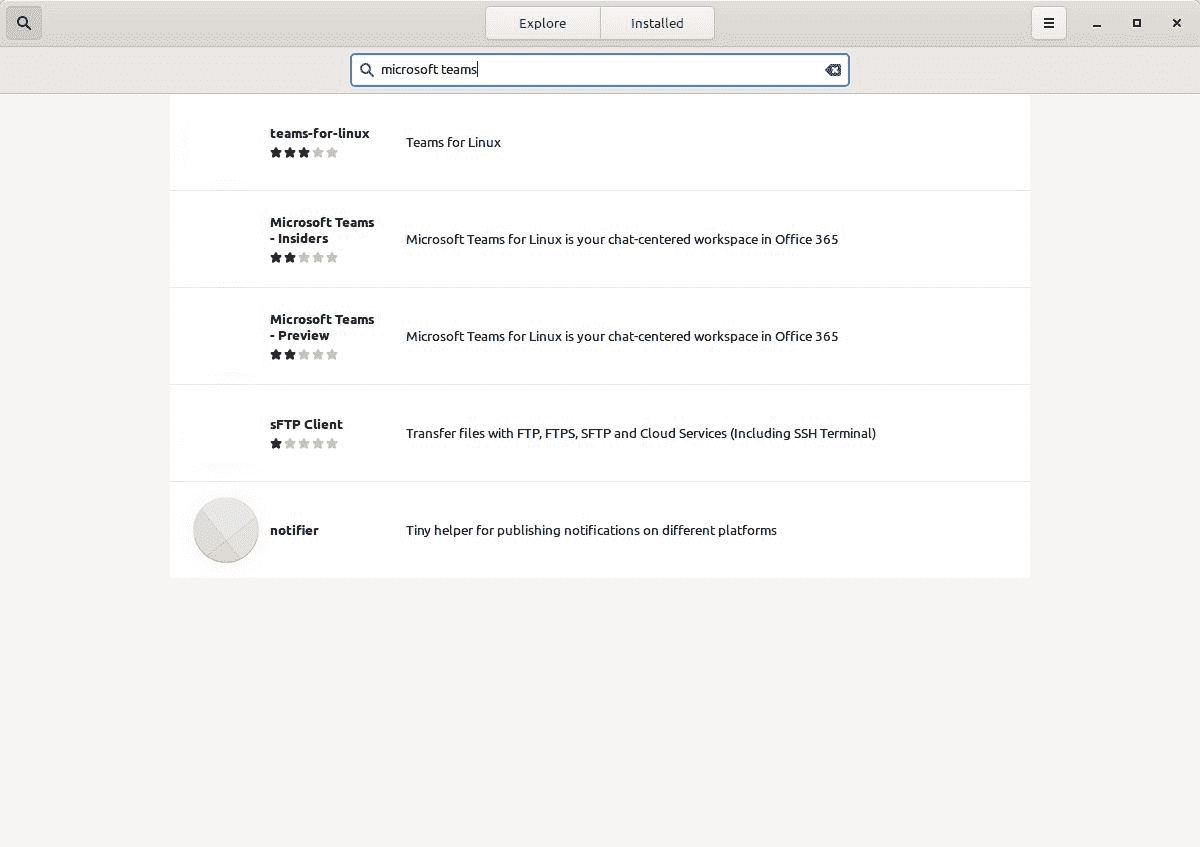 Explore Installed
microsoft teams
teams-for-linux
Teams for Linux
Microsoft Teams
- Insiders
Microsoft Teams for Linux is your chat-centered workspace in Office 365
Microsoft Teams
- Preview
Microsoft Teams for Linux is your chat-centered workspace in Office 365
sFTP Client
Transfer files with FTP, FTPS, SFTP and Cloud Services (Including SSH Terminal)
notifier
Tiny helper for publishing notifications on different platforms